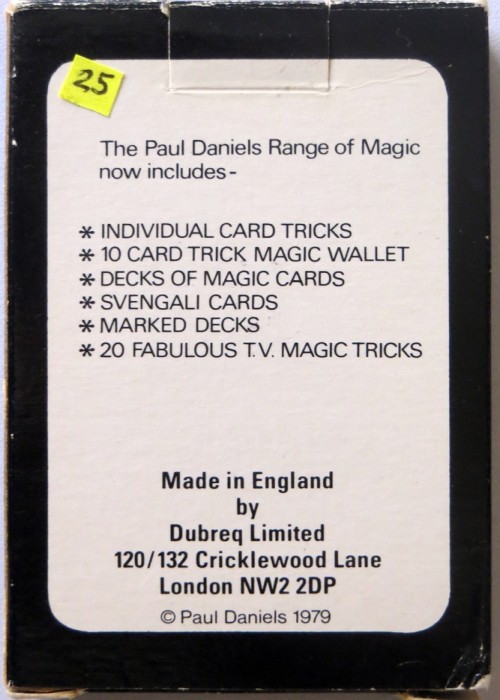 25
The Paul Daniels Range of Magic
now includes-
* INDIVIDUAL CARD TRICKS
* 10 CARD TRICK MAGIC WALLET
* DECKS OF MAGIC CARDS
* SVENGALI CARDS
* MARKED DECKS
* 20 FABULOUS T.V. MAGIC TRICKS
Made in England
by
Dubreq Limited
120/132 Cricklewood Lane
London NW2 2DP
© Paul Daniels 1979